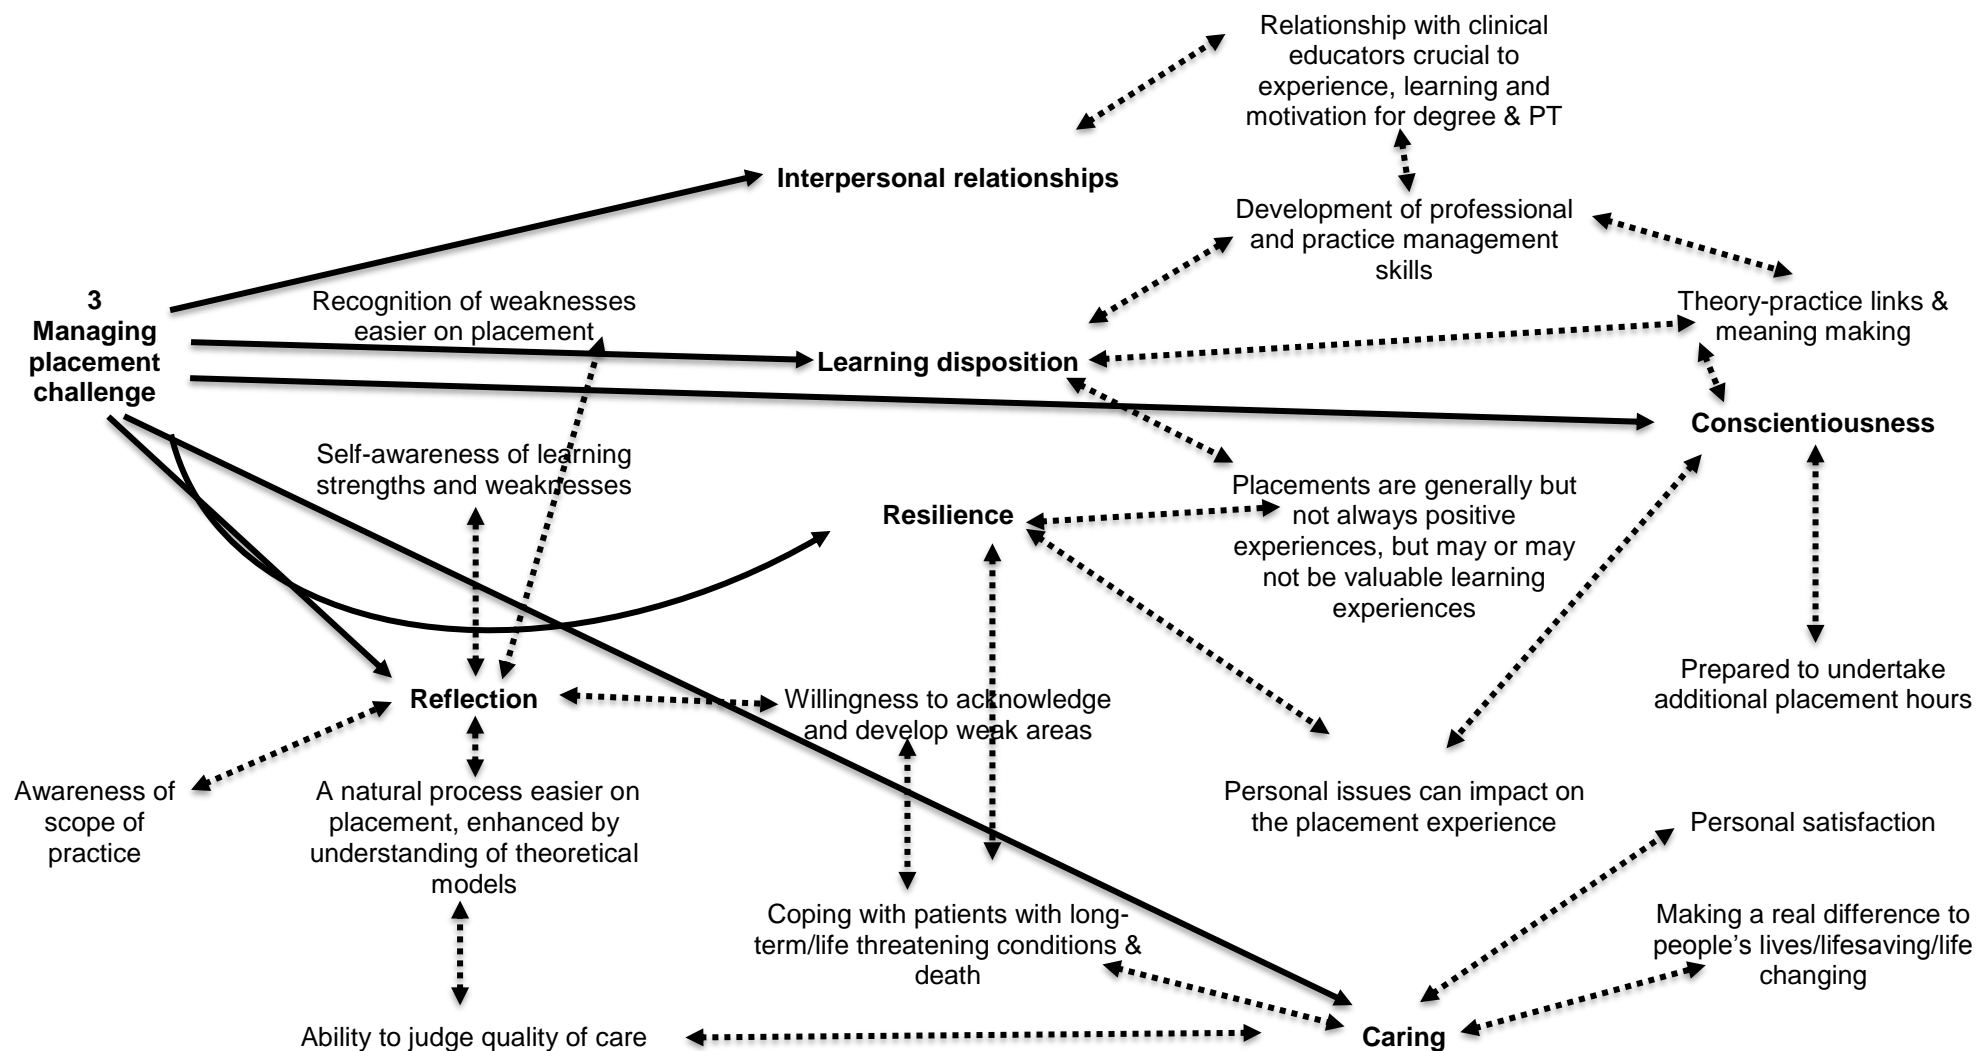 Relationship with clinical
educators crucial to
experience, learning and
motivation for degree & PT
Interpersonal relationships
Development of professional
and practice management
skills
3
Managing
placement
challenge
Recognition of weaknesses
easier on placement
Theory-practice links &
meaning making
Learning disposition
Conscientiousness
Self-awareness of learning
strengths and weaknesses
Resilience
Placements are generally but
not always positive
experiences, but may or may
not be valuable learning
experiences
Prepared to undertake
additional placement hours
Reflection
Willingness to acknowledge
and develop weak areas
Awareness of
scope of
practice
A natural process easier on
placement, enhanced by
understanding of theoretical
models
Personal issues can impact on
the placement experience
Personal satisfaction
Coping with patients with long-
term/life threatening conditions &
death
Making a real difference to
people’s lives/lifesaving/life
changing
Ability to judge quality of care
Caring